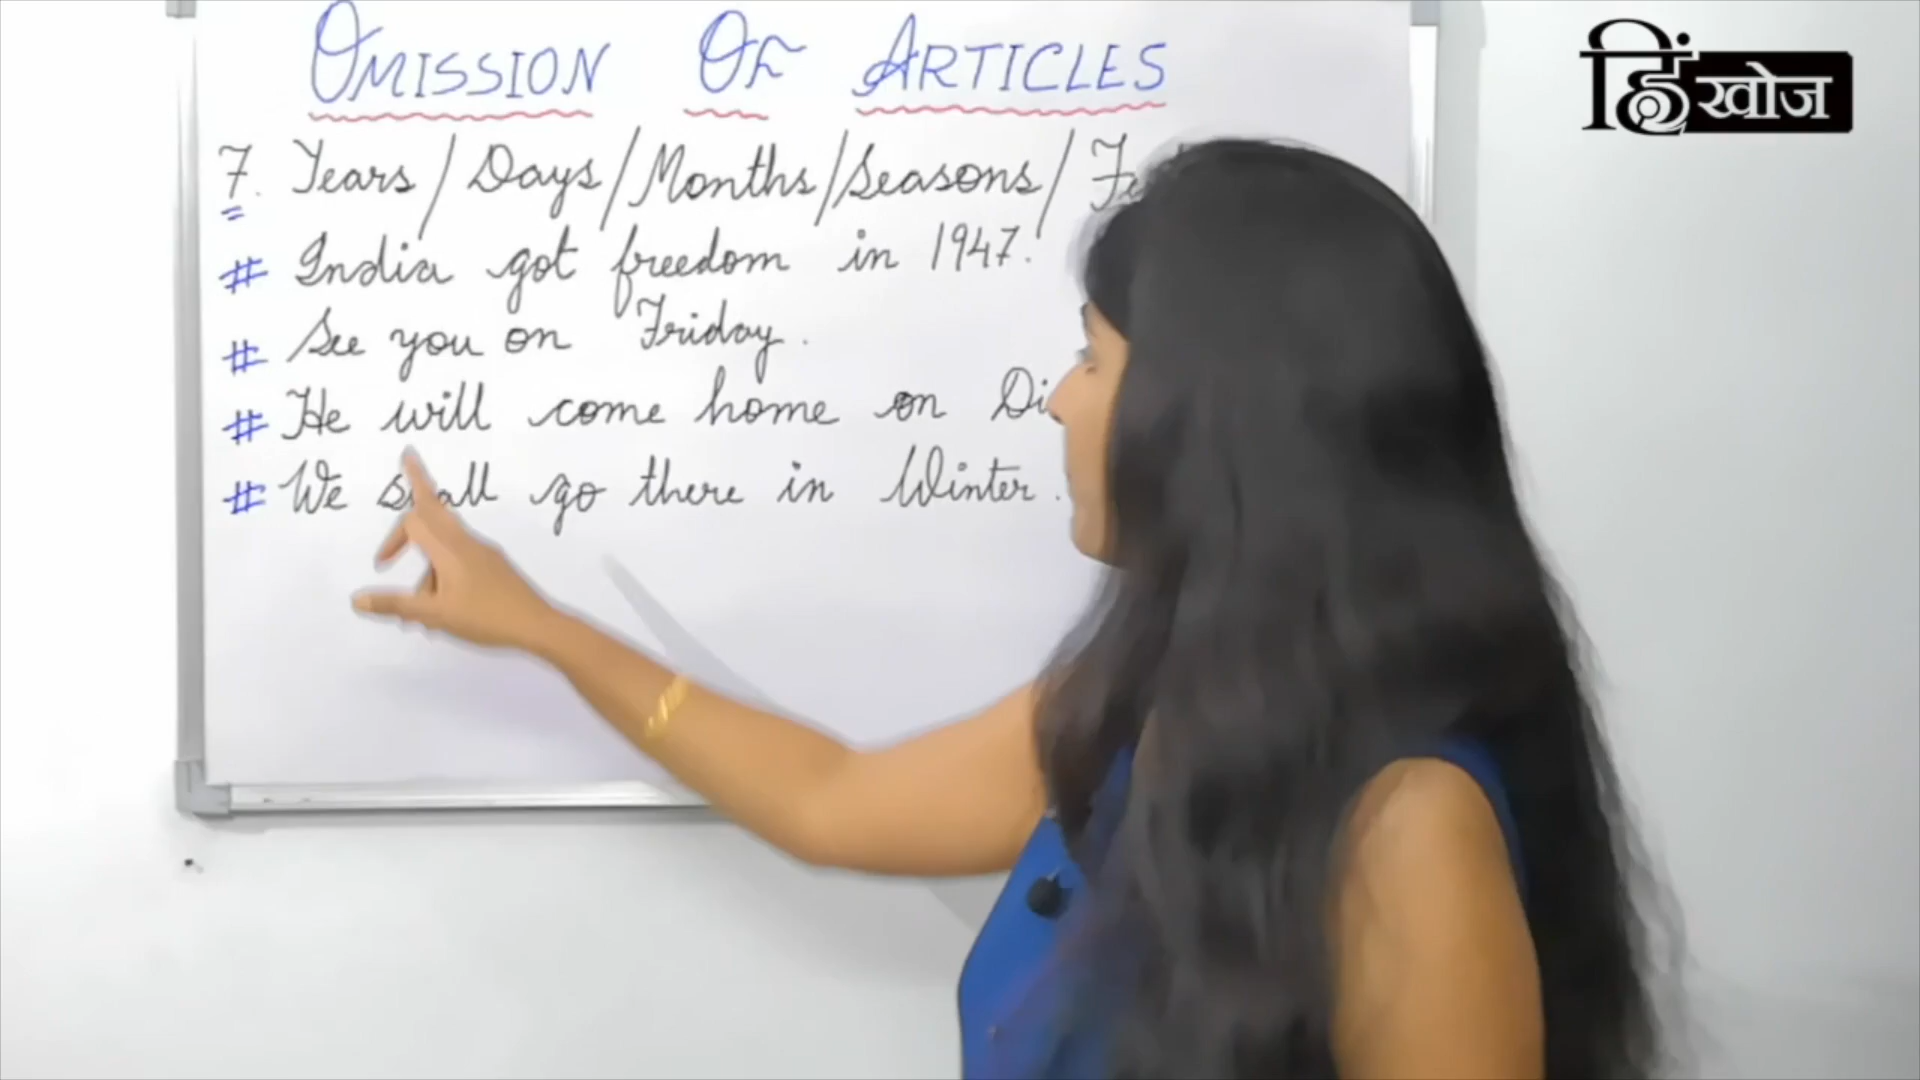 OMISSION OF ARTICLES
हिंखोज
7. Years/Days/Months/Seasons/
# India got freedom in 1947.
# See you on Friday.
# He will come home on
# We shall go there in Winter.